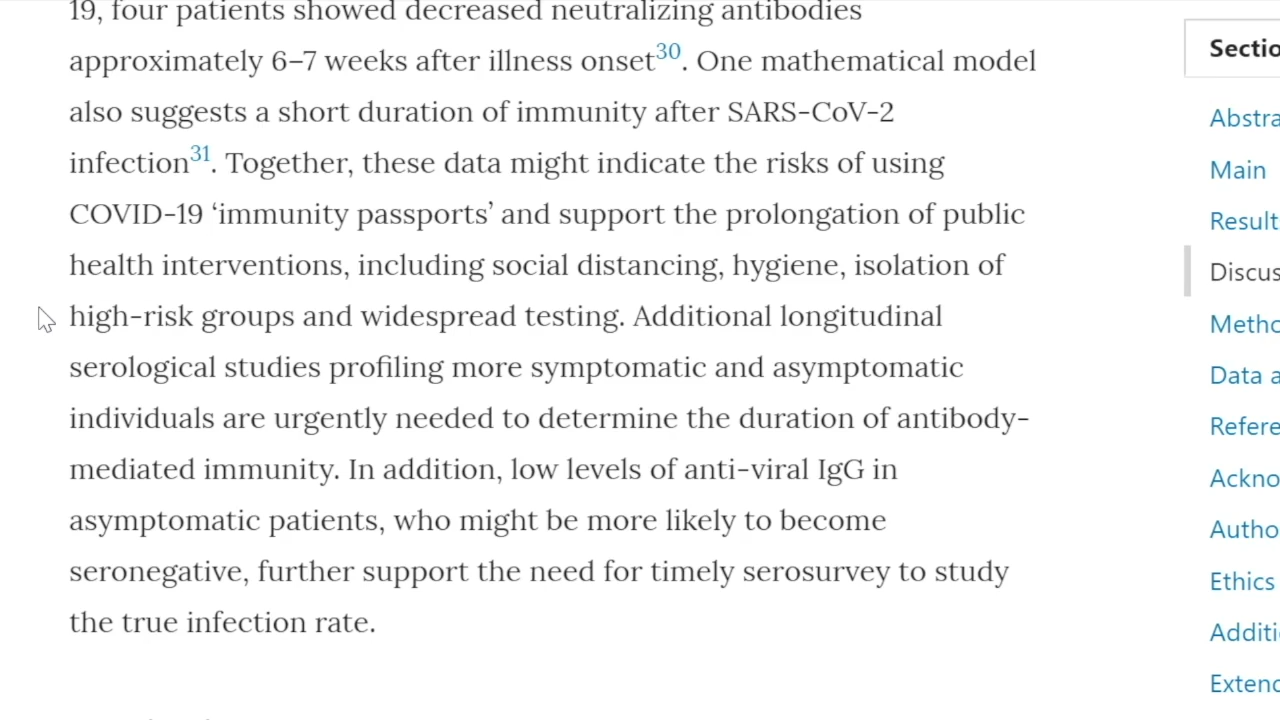 19, four patients showed decreased neutralizing antibodies
approximately 6–7 weeks after illness onset30. One mathematical model
also suggests a short duration of immunity after SARS-CoV-2
infection31. Together, these data might indicate the risks of using
COVID-19 ‘immunity passports’ and support the prolongation of public
health interventions, including social distancing, hygiene, isolation of
high-risk groups and widespread testing. Additional longitudinal
serological studies profiling more symptomatic and asymptomatic
individuals are urgently needed to determine the duration of antibody-
mediated immunity. In addition, low levels of anti-viral IgG in
asymptomatic patients, who might be more likely to become
seronegative, further support the need for timely serosurvey to study
the true infection rate.
Sectio
Abstra
Main
Result
Discus
Metho
Data a
Refere
Ackno
Autho
Ethics
Additi
Extend